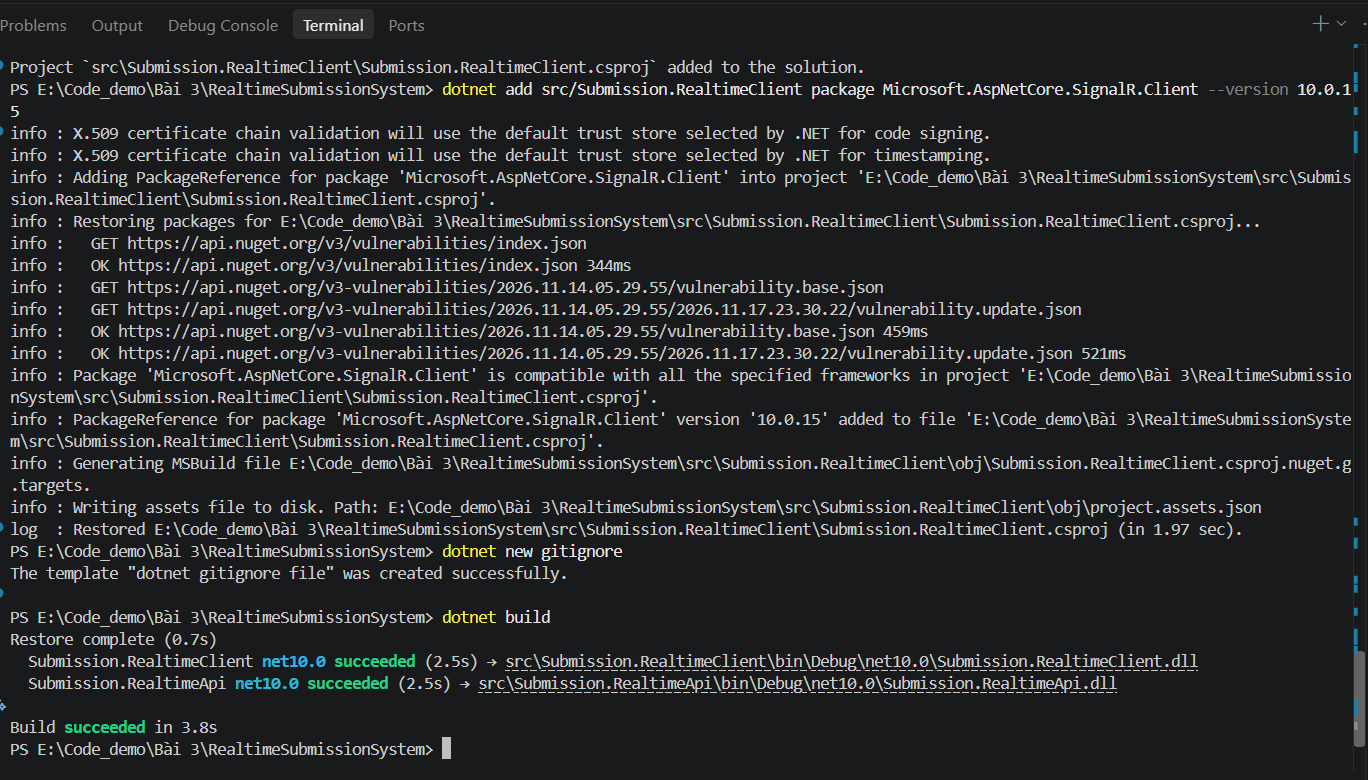 Problems Output Debug Console Terminal Ports
Project `src\Submission.RealtimeClient\Submission.RealtimeClient.csproj` added to the solution.
PS E:\Code_demo\Bài 3\RealtimeSubmissionSystem> dotnet add src/Submission.RealtimeClient package Microsoft.AspNetCore.SignalR.Client --version 10.0.1
5
info : X.509 certificate chain validation will use the default trust store selected by .NET for code signing.
info : X.509 certificate chain validation will use the default trust store selected by .NET for timestamping.
info : Adding PackageReference for package 'Microsoft.AspNetCore.SignalR.Client' into project 'E:\Code_demo\Bài 3\RealtimeSubmissionSystem\src\Submis
sion.RealtimeClient\Submission.RealtimeClient.csproj'.
info : Restoring packages for E:\Code_demo\Bài 3\RealtimeSubmissionSystem\src\Submission.RealtimeClient\Submission.RealtimeClient.csproj...
info :   GET https://api.nuget.org/v3/vulnerabilities/index.json
info :   OK https://api.nuget.org/v3/vulnerabilities/index.json 344ms
info :   GET https://api.nuget.org/v3-vulnerabilities/2026.11.14.05.29.55/vulnerability.base.json
info :   GET https://api.nuget.org/v3-vulnerabilities/2026.11.14.05.29.55/2026.11.17.23.30.22/vulnerability.update.json
info :   OK https://api.nuget.org/v3-vulnerabilities/2026.11.14.05.29.55/vulnerability.base.json 459ms
info :   OK https://api.nuget.org/v3-vulnerabilities/2026.11.14.05.29.55/2026.11.17.23.30.22/vulnerability.update.json 521ms
info : Package 'Microsoft.AspNetCore.SignalR.Client' is compatible with all the specified frameworks in project 'E:\Code_demo\Bài 3\RealtimeSubmissio
nSystem\src\Submission.RealtimeClient\Submission.RealtimeClient.csproj'.
info : PackageReference for package 'Microsoft.AspNetCore.SignalR.Client' version '10.0.15' added to file 'E:\Code_demo\Bài 3\RealtimeSubmissionSyste
m\src\Submission.RealtimeClient\Submission.RealtimeClient.csproj'.
info : Generating MSBuild file E:\Code_demo\Bài 3\RealtimeSubmissionSystem\src\Submission.RealtimeClient\obj\Submission.RealtimeClient.csproj.nuget.g
.targets.
info : Writing assets file to disk. Path: E:\Code_demo\Bài 3\RealtimeSubmissionSystem\src\Submission.RealtimeClient\obj\project.assets.json
log  : Restored E:\Code_demo\Bài 3\RealtimeSubmissionSystem\src\Submission.RealtimeClient\Submission.RealtimeClient.csproj (in 1.97 sec).
PS E:\Code_demo\Bài 3\RealtimeSubmissionSystem> dotnet new gitignore
The template "dotnet gitignore file" was created successfully.
PS E:\Code_demo\Bài 3\RealtimeSubmissionSystem> dotnet build
Restore complete (0.7s)
  Submission.RealtimeClient net10.0 succeeded (2.5s) → src\Submission.RealtimeClient\bin\Debug\net10.0\Submission.RealtimeClient.dll
  Submission.RealtimeApi net10.0 succeeded (2.5s) → src\Submission.RealtimeApi\bin\Debug\net10.0\Submission.RealtimeApi.dll
Build succeeded in 3.8s
PS E:\Code_demo\Bài 3\RealtimeSubmissionSystem>